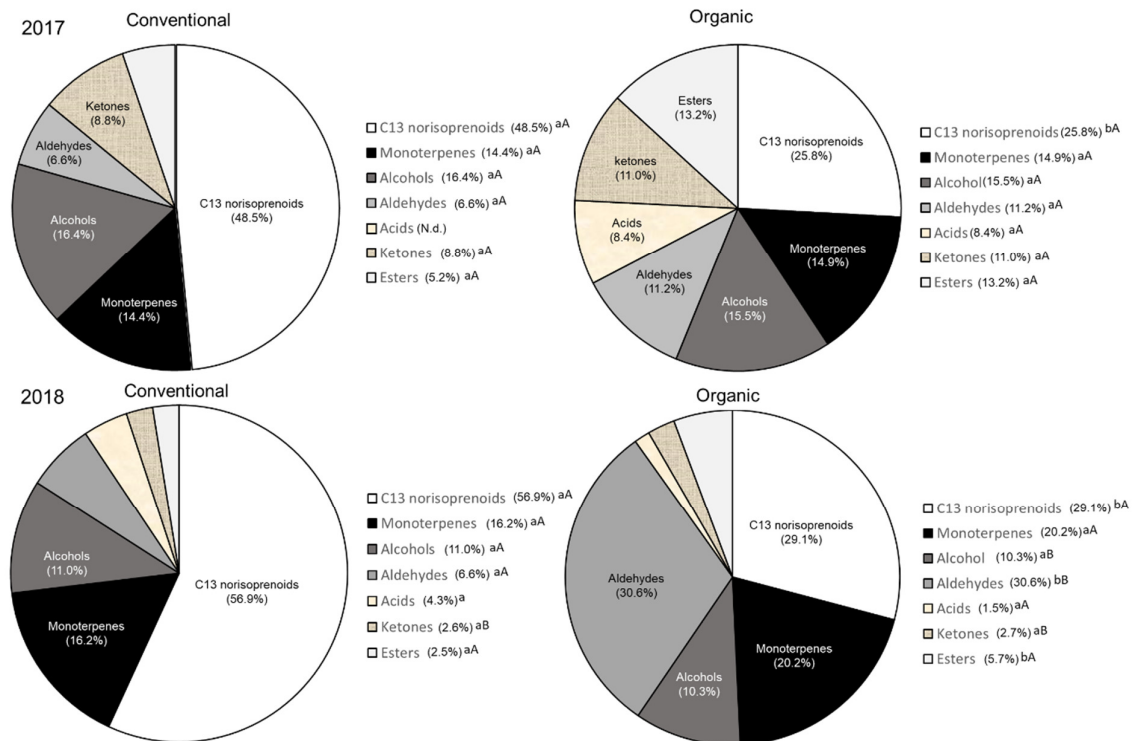 2017
Conventional
Ketones
(8.8%)
Aldehydes
(6.6%)
Alcohols
(16.4%)
Monoterpenes
(14.4%)
C13 norisoprenoids
(48.5%)
C13 norisoprenoids (48.5%) aA
Monoterpenes (14.4%) aA
Alcohols (16.4%) aA
Aldehydes (6.6%) aA
Acids (N.d.)
Ketones (8.8%) aA
Esters (5.2%) aA
Organic
Esters
(13.2%)
ketones
(11.0%)
Acids
(8.4%)
Aldehydes
(11.2%)
Alcohols
(15.5%)
Monoterpenes
(14.9%)
C13 norisoprenoids
(25.8%)
C13 norisoprenoids (25.8%) bA
Monoterpenes (14.9%) aA
Alcohol(15.5%) aA
Aldehydes (11.2%) aA
Acids (8.4%) aA
Ketones (11.0%) aA
Esters (13.2%) aA
2018
Conventional
Alcohols
(11.0%)
Monoterpenes
(16.2%)
C13 norisoprenoids
(56.9%)
C13 norisoprenoids (56.9%) aA
Monoterpenes (16.2%) aA
Alcohols (11.0%) aA
Aldehydes (6.6%) aA
Acids (4.3%) a
Ketones (2.6%) aB
Esters (2.5%) aA
Organic
Aldehydes
(30.6%)
Alcohols
(10.3%)
Monoterpenes
(20.2%)
C13 norisoprenoids
(29.1%)
C13 norisoprenoids (29.1%) bA
Monoterpenes (20.2%) aA
Alcohol (10.3%) aB
Aldehydes (30.6%) bB
Acids (1.5%) aA
Ketones (2.7%) aB
Esters (5.7%) bA